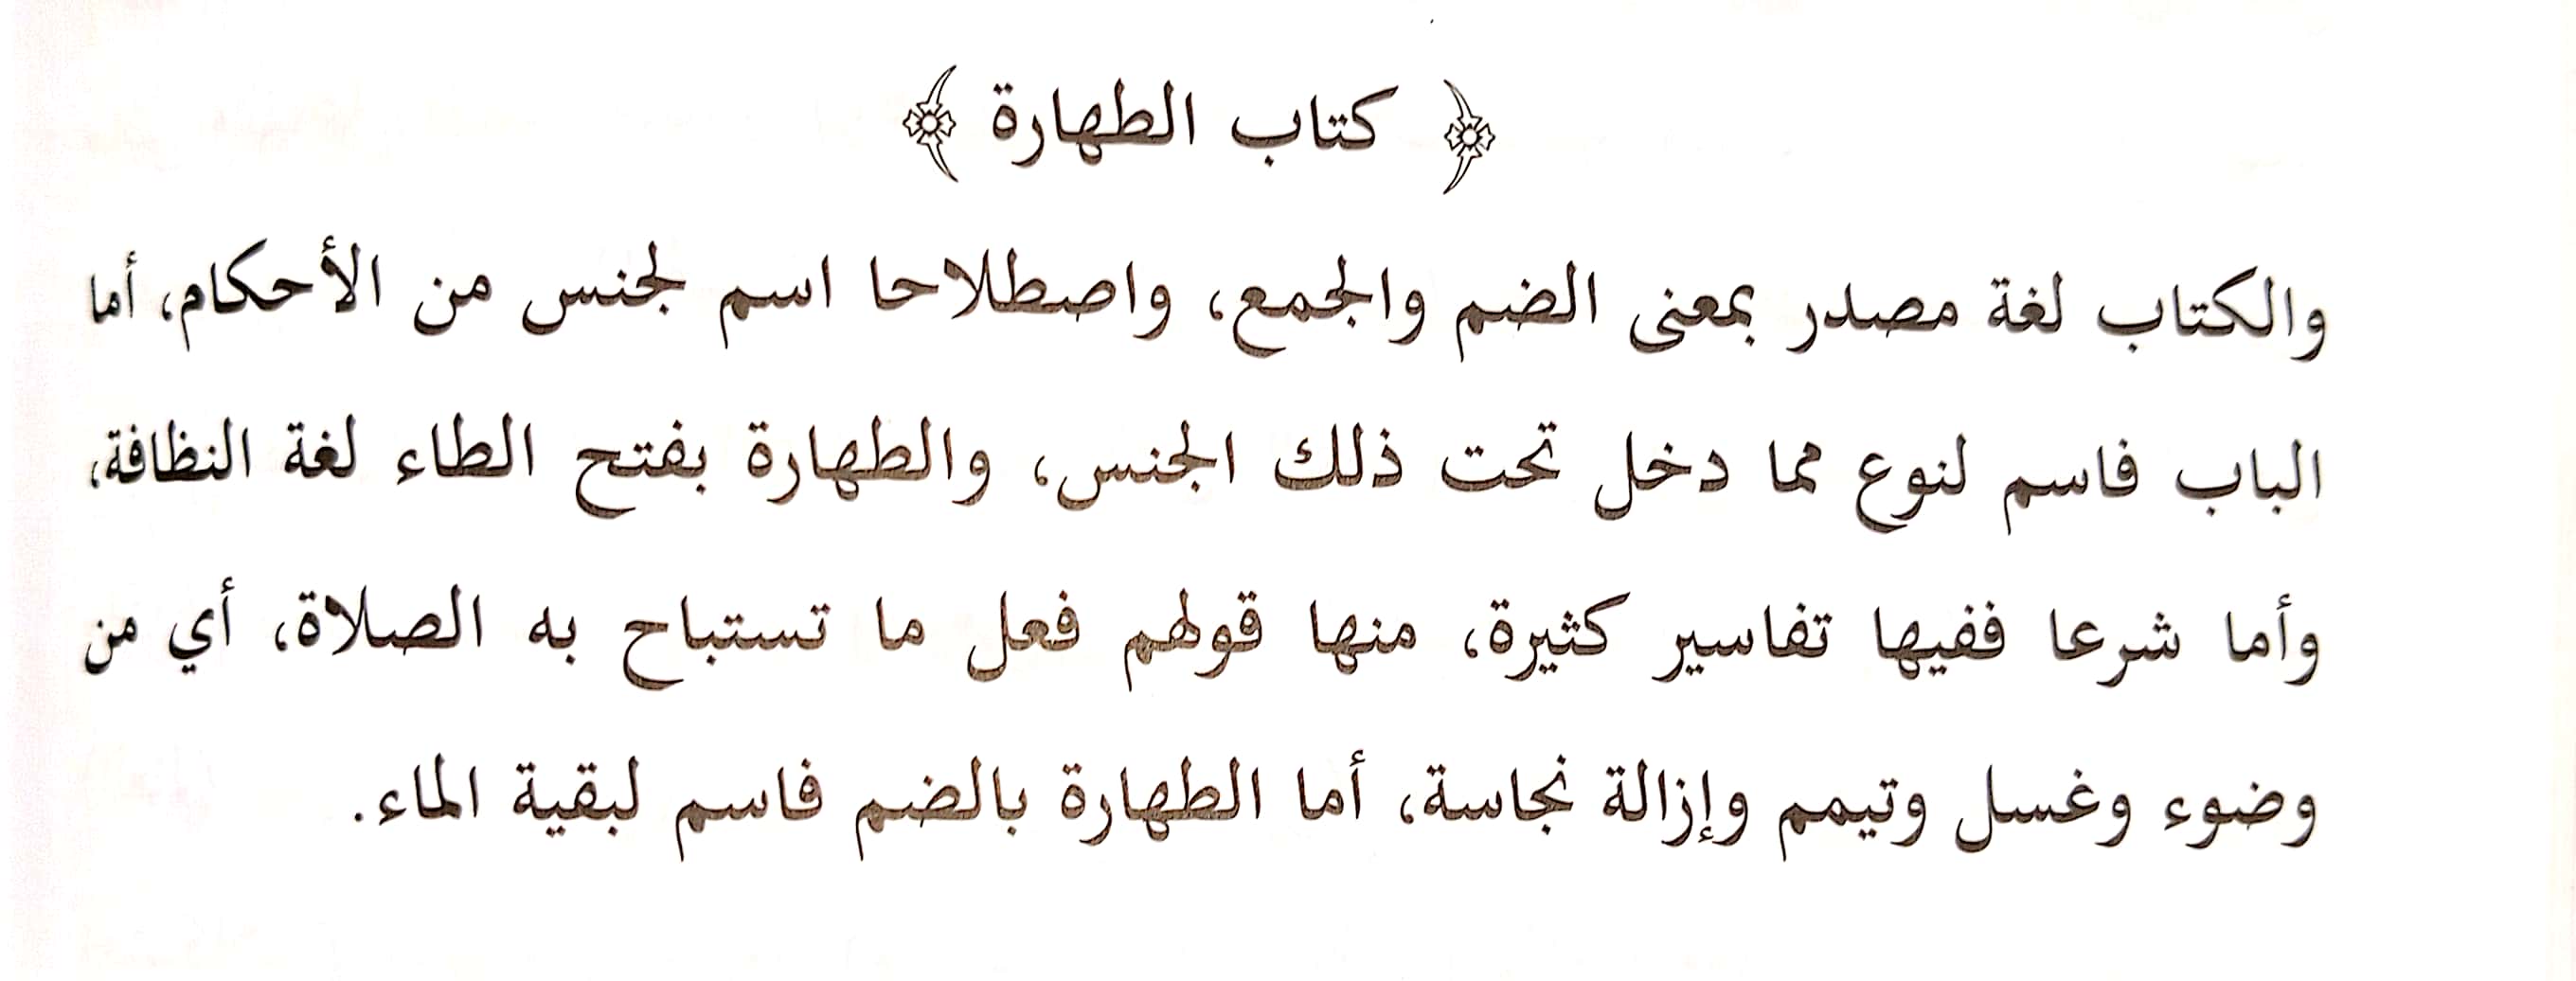 ﴿ كتاب الطهارة ﴾
والكتاب لغة مصدر بمعنى الضم والجمع، واصطلاحا اسم لجنس من الأحكام، أما
الباب فاسم لنوع مما دخل تحت ذلك الجنس، والطهارة بفتح الطاء لغة النظافة،
وأما شرعا ففيها تفاسير كثيرة، منها قولهم فعل ما تستباح به الصلاة، أي من
وضوء وغسل وتيمم وإزالة نجاسة، أما الطهارة بالضم فاسم لبقية الماء.